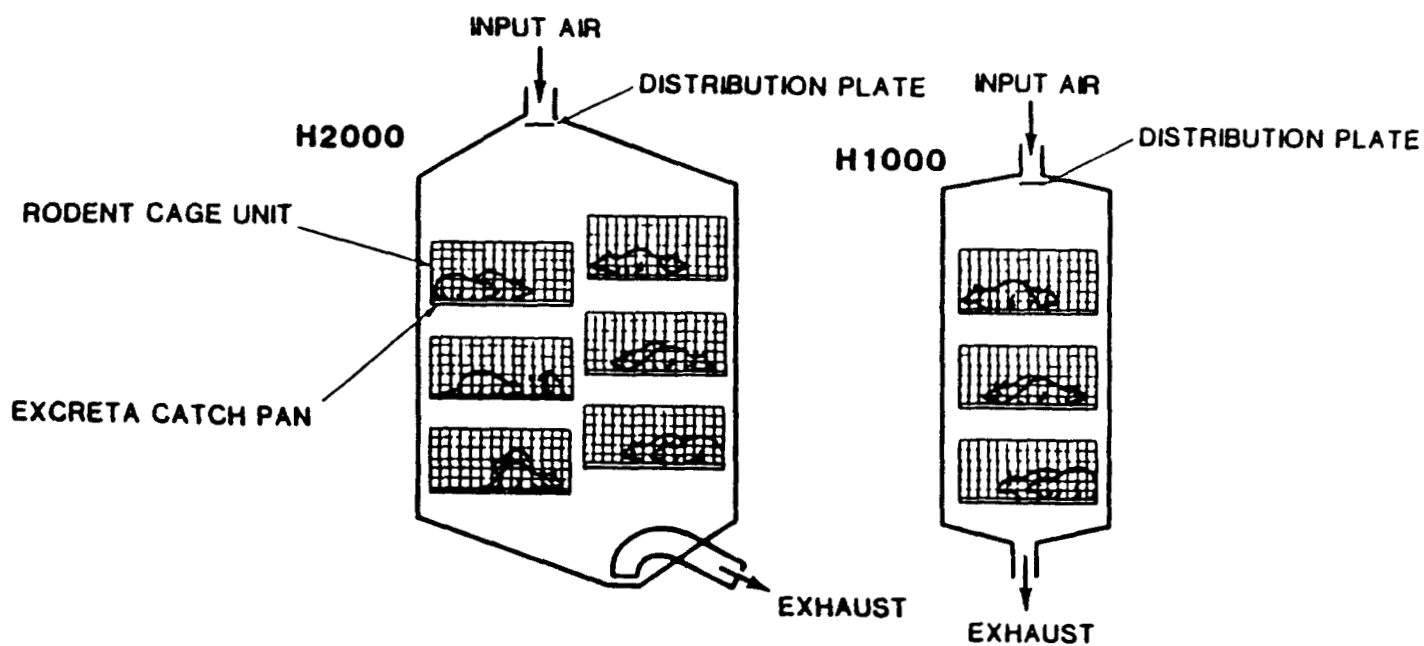 INPUT AIR
DISTRIBUTION PLATE
H2000
RODENT CAGE UNIT
EXCRETA CATCH PAN
EXHAUST
INPUT AIR
DISTRIBUTION PLATE
H1000
EXHAUST